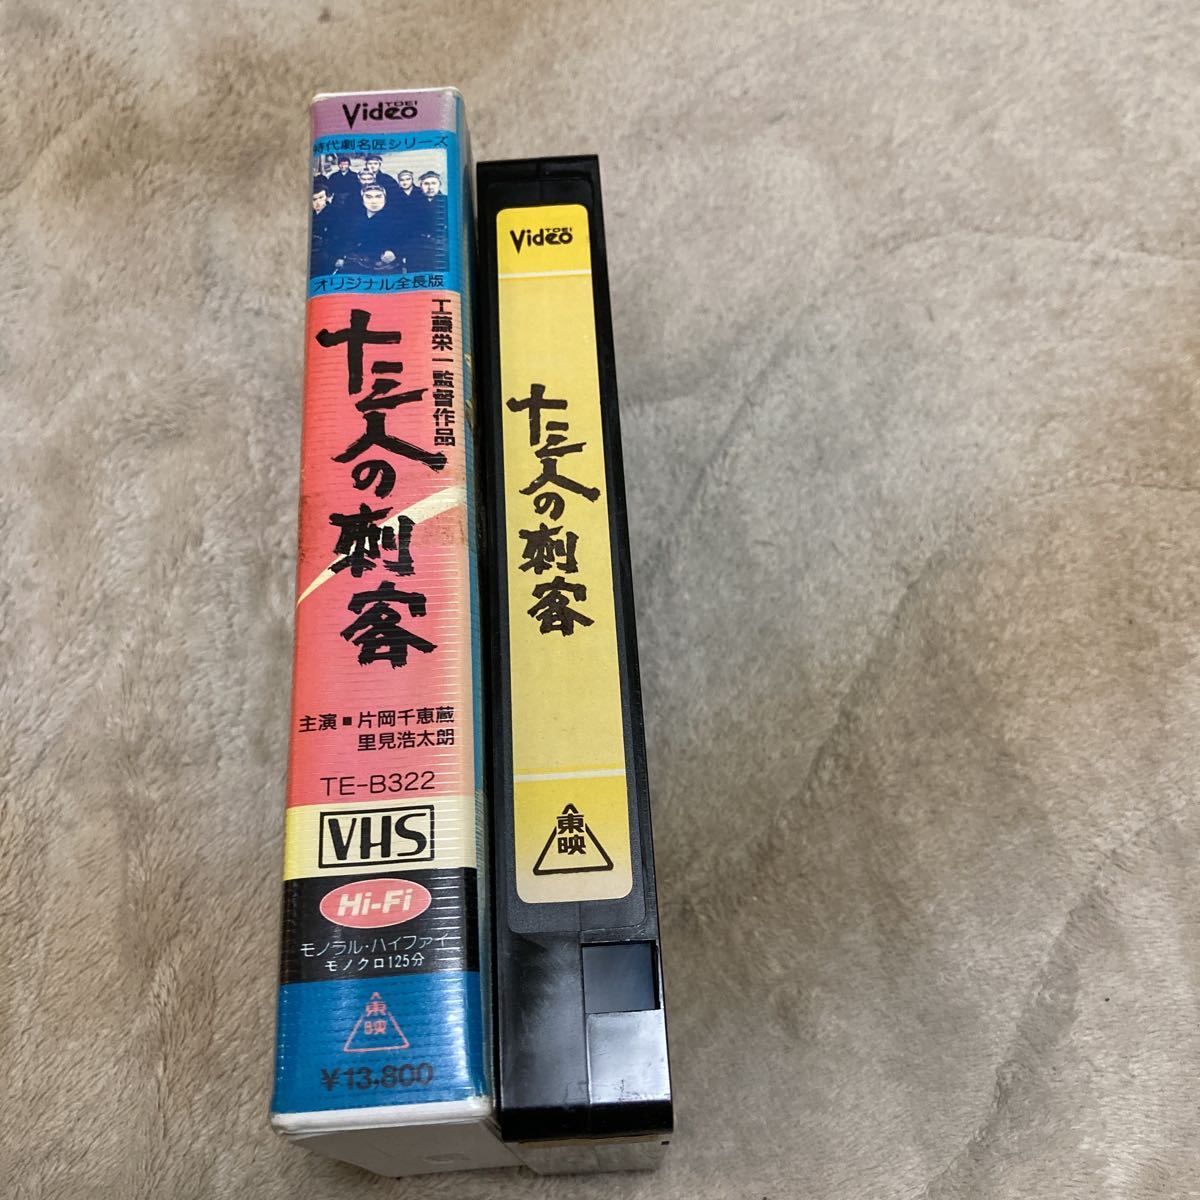 Video TOEI
時代劇名匠シリーズ
オリジナル全長版
工藤栄一監督作品
十三人の刺客
主演■片岡千恵蔵
里見浩太朗
TE-B322
VHS
Hi-Fi
モノラル・ハイファイ
モノクロ125分
東映
¥13,800
Video TOEI
十三人の刺客
東映